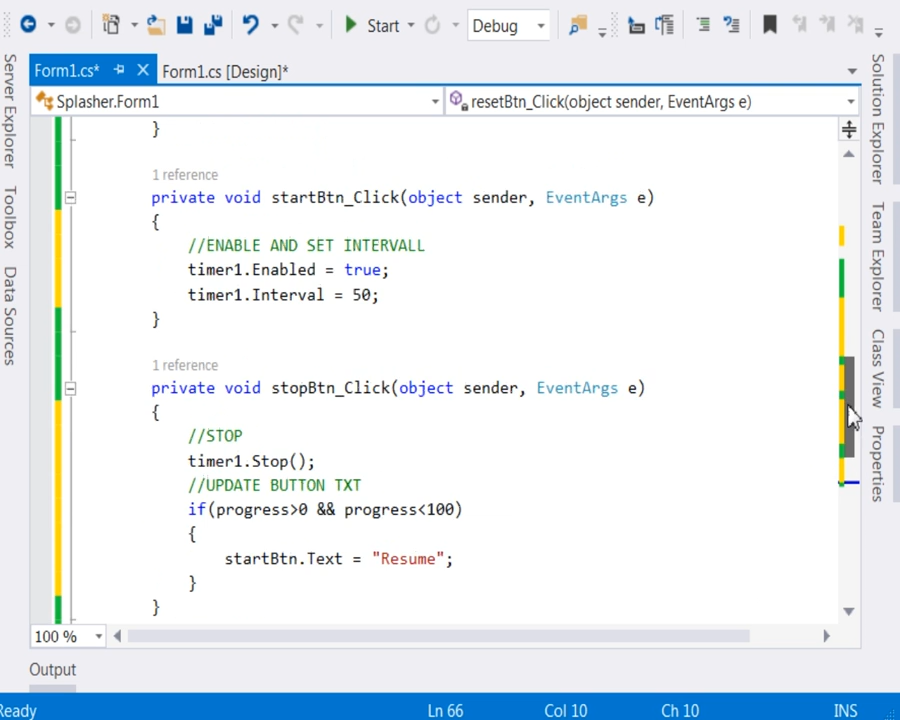 Start
Debug
Form1.cs*
Form1.cs [Design]*
Splasher.Form1
resetBtn_Click(object sender, EventArgs e)
}
1 reference
private void startBtn_Click(object sender, EventArgs e)
{
//ENABLE AND SET INTERVALL
timer1.Enabled = true;
timer1.Interval = 50;
}
1 reference
private void stopBtn_Click(object sender, EventArgs e)
{
//STOP
timer1.Stop();
//UPDATE BUTTON TXT
if(progress>0 && progress<100)
{
startBtn.Text = "Resume";
}
}
100 %
Server Explorer
Toolbox
Data Sources
Solution Explorer
Team Explorer
Class View
Properties
Output
Ready
Ln 66
Col 10
Ch 10
INS